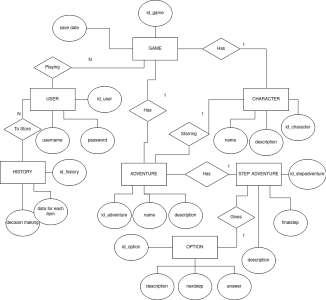 id_game
save date
GAME
Has
1
N
Playing
USER
id_user
Has
1
1
CHARACTER
N
To Store
username
password
Starring
name
description
id_character
HISTORY
id_history
ADVENTURE
Has
1
STEP ADVENTURE
id_stepadventure
decision making
data for each
item
id_adventure
name
description
Gives
1
finalstep
id_option
OPTION
description
description
nextstep
answer